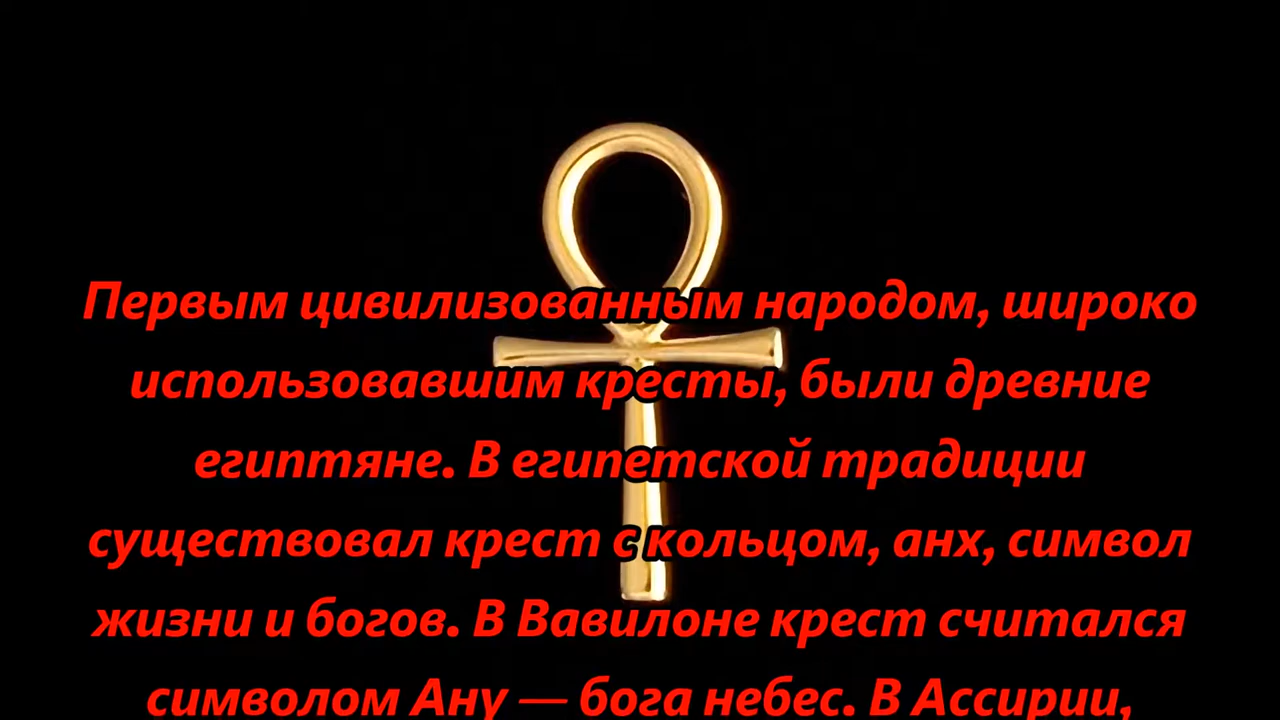 Первым цивилизованным народом, широко
использовавшим кресты, были древние
египтяне. В египетской традиции
существовал крест с кольцом, анх, символ
жизни и богов. В Вавилоне крест считался
символом Ану — бога небес. В Ассирии,